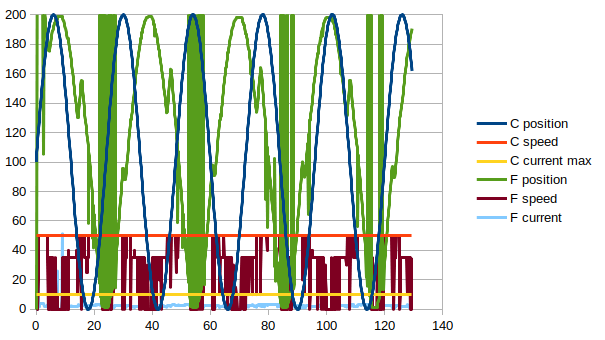 200
180
160
140
120
100
80
60
40
20
0
0 20 40 60 80 100 120 140
C position
C speed
C current max
F position
F speed
F current